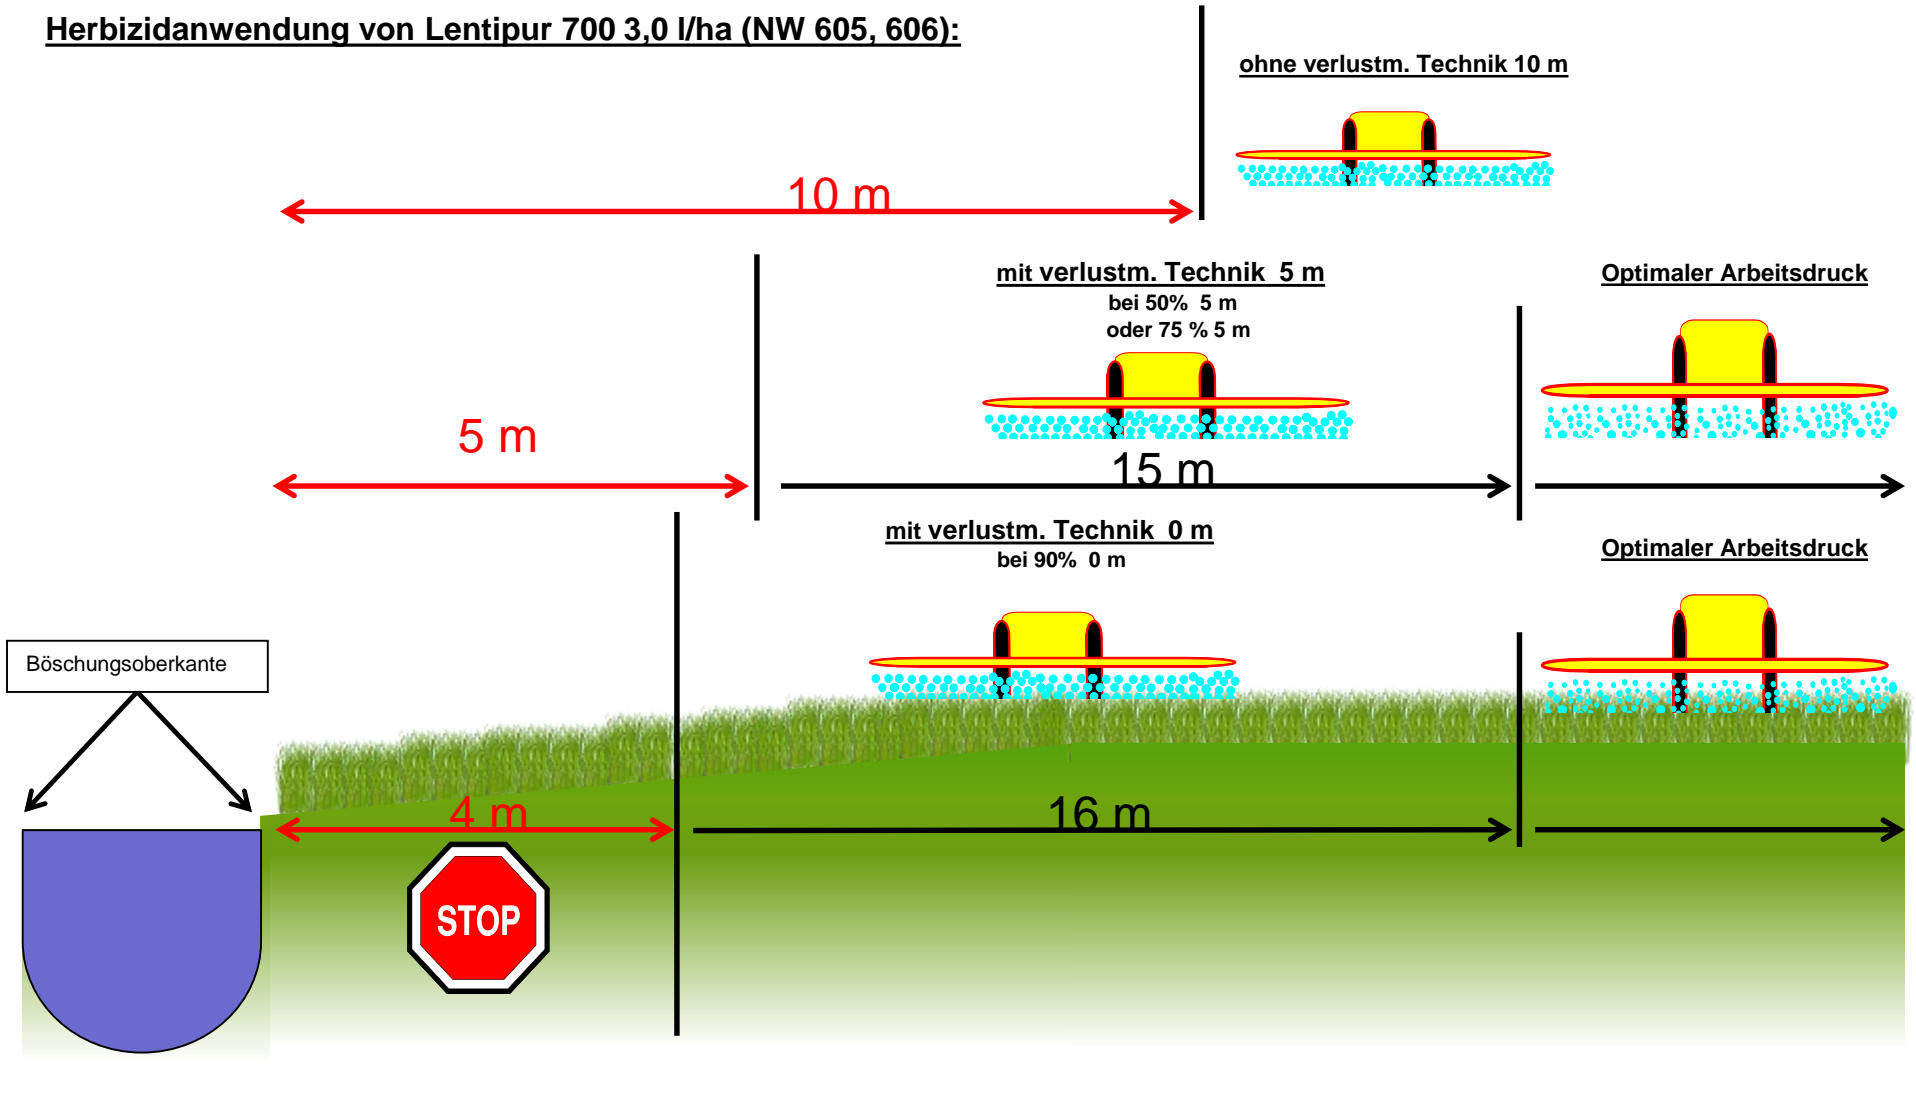 Herbizidanwendung von Lentipur 700 3,0 l/ha (NW 605, 606):
ohne verlustm. Technik 10 m
10 m
mit verlustm. Technik 5 m
bei 50% 5 m
oder 75 % 5 m
Optimaler Arbeitsdruck
5 m
15 m
mit verlustm. Technik 0 m
bei 90% 0 m
Optimaler Arbeitsdruck
Böschungsoberkante
4 m
16 m
STOP